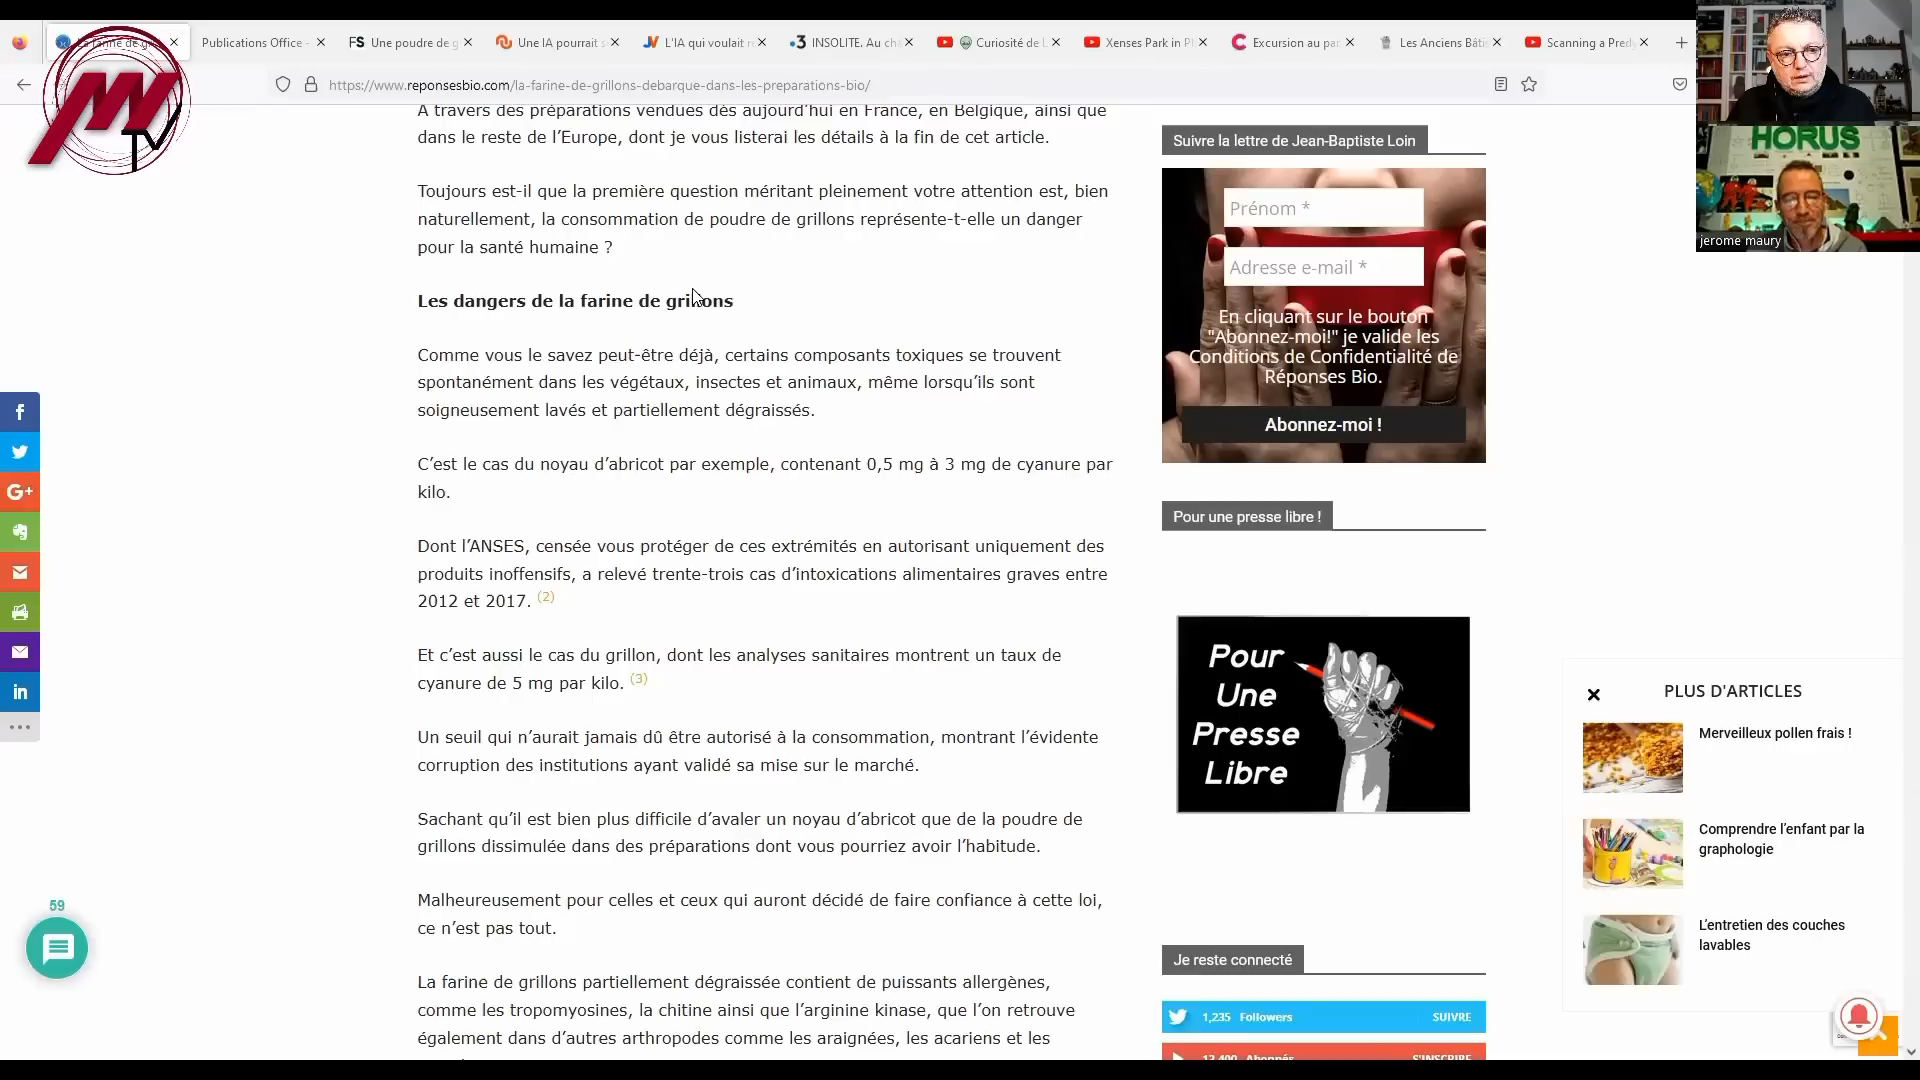 Publications Office -
FS Une poudre de g
Une IA pourrait s
L'IA qui voulait r
3 INSOLITE. Au ch
Curiosité de L
Xenses Park in P
Excursion au pa
Les Anciens Bâti
Scanning a Pred
https://www.reponsesbio.com/la-farine-de-grillons-debarque-dans-les-preparations-bio/
MTV
HORUS
jerome maury
A travers des préparations vendues dès aujourd'hui en France, en Belgique, ainsi que
dans le reste de l'Europe, dont je vous listerai les détails à la fin de cet article.
Toujours est-il que la première question méritant pleinement votre attention est, bien
naturellement, la consommation de poudre de grillons représente-t-elle un danger
pour la santé humaine ?
Les dangers de la farine de grillons
Comme vous le savez peut-être déjà, certains composants toxiques se trouvent
spontanément dans les végétaux, insectes et animaux, même lorsqu'ils sont
soigneusement lavés et partiellement dégraissés.
C'est le cas du noyau d'abricot par exemple, contenant 0,5 mg à 3 mg de cyanure par
kilo.
Dont l'ANSES, censée vous protéger de ces extrémités en autorisant uniquement des
produits inoffensifs, a relevé trente-trois cas d'intoxications alimentaires graves entre
2012 et 2017. (2)
Et c'est aussi le cas du grillon, dont les analyses sanitaires montrent un taux de
cyanure de 5 mg par kilo. (3)
Un seuil qui n'aurait jamais dû être autorisé à la consommation, montrant l'évidente
corruption des institutions ayant validé sa mise sur le marché.
Sachant qu'il est bien plus difficile d'avaler un noyau d'abricot que de la poudre de
grillons dissimulée dans des préparations dont vous pourriez avoir l'habitude.
Malheureusement pour celles et ceux qui auront décidé de faire confiance à cette loi,
ce n'est pas tout.
La farine de grillons partiellement dégraissée contient de puissants allergènes,
comme les tropomyosines, la chitine ainsi que l'arginine kinase, que l'on retrouve
également dans d'autres arthropodes comme les araignées, les acariens et les
Suivre la lettre de Jean-Baptiste Loin
Prénom *
Adresse e-mail *
En cliquant sur le bouton
"Abonnez-moi!" je valide les
Conditions de Confidentialité de
Réponses Bio.
Abonnez-moi !
Pour une presse libre !
Pour
Une
Presse
Libre
Je reste connecté
1,235 Followers SUIVRE
13,400 Abonnés S'INSCRIRE
PLUS D'ARTICLES
Merveilleux pollen frais !
Comprendre l'enfant par la
graphologie
L'entretien des couches
lavables
G+
59